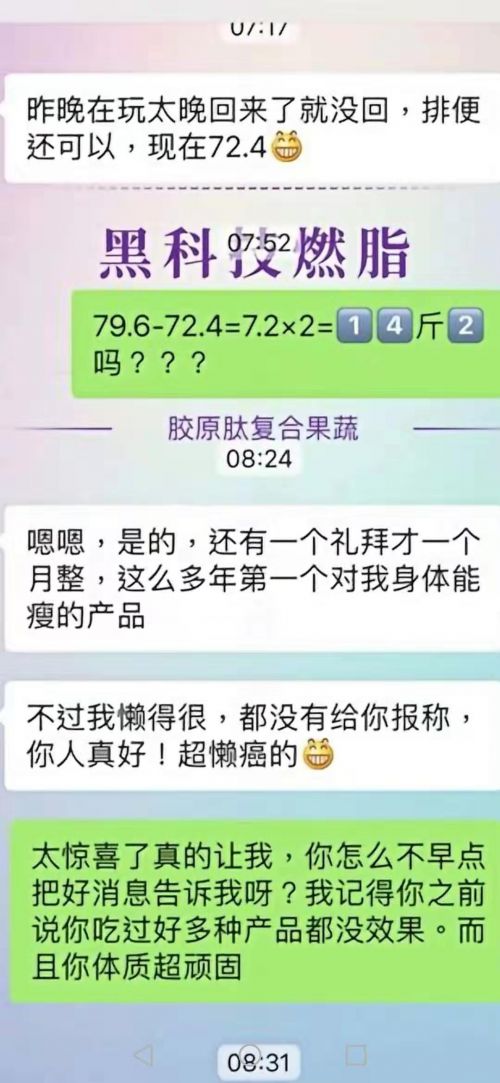 07:17
昨晚在玩太晚回来了就没回，排便
还可以，现在72.4😁
07:52
黑科技燃脂
79.6-72.4=7.2×2=1️⃣4️⃣斤2️⃣
吗？？？
胶原肽复合果蔬
08:24
嗯嗯，是的，还有一个礼拜才一个
月整，这么多年第一个对我身体能
瘦的产品
不过我懒得很，都没有给你报称，
你人真好！超懒癌的😁
太惊喜了真的让我，你怎么不早点
把好消息告诉我呀？我记得你之前
说你吃过好多种产品都没效果。而
且你体质超顽固
08:31